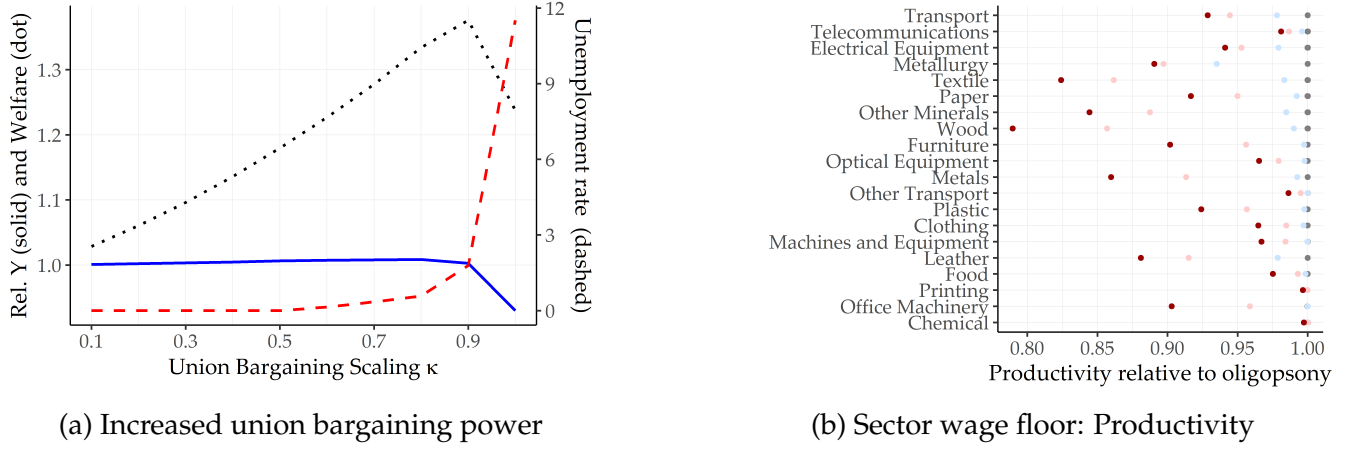 Rel. Y (solid) and Welfare (dot)
1.3
1.2
1.1
1.0
12
9
6
3
0
Unemployment rate (dashed)
0.1 0.3 0.5 0.7 0.9
Union Bargaining Scaling κ
(a) Increased union bargaining power
Transport
Telecommunications
Electrical Equipment
Metallurgy
Textile
Paper
Other Minerals
Wood
Furniture
Optical Equipment
Metals
Other Transport
Plastic
Clothing
Machines and Equipment
Leather
Food
Printing
Office Machinery
Chemical
0.80 0.85 0.90 0.95 1.00
Productivity relative to oligopsony
(b) Sector wage floor: Productivity